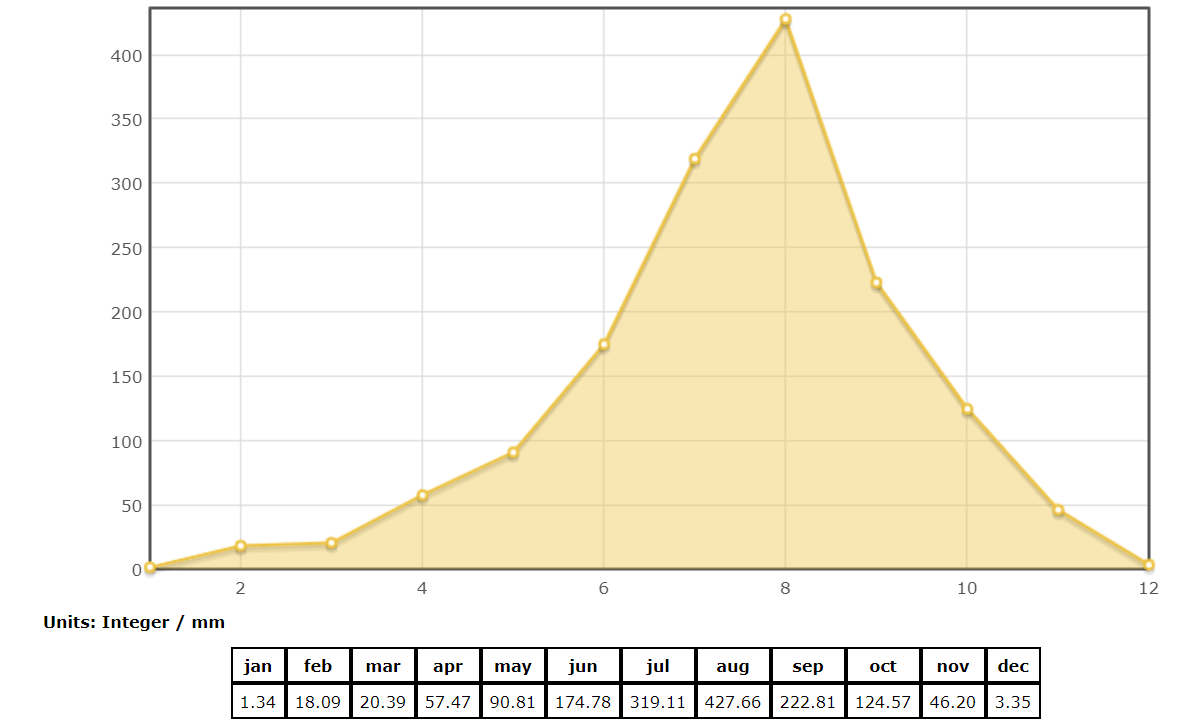 400
350
300
250
200
150
100
50
0
2 4 6 8 10 12
Units: Integer / mm
jan feb mar apr may jun jul aug sep oct nov dec
1.34 18.09 20.39 57.47 90.81 174.78 319.11 427.66 222.81 124.57 46.20 3.35